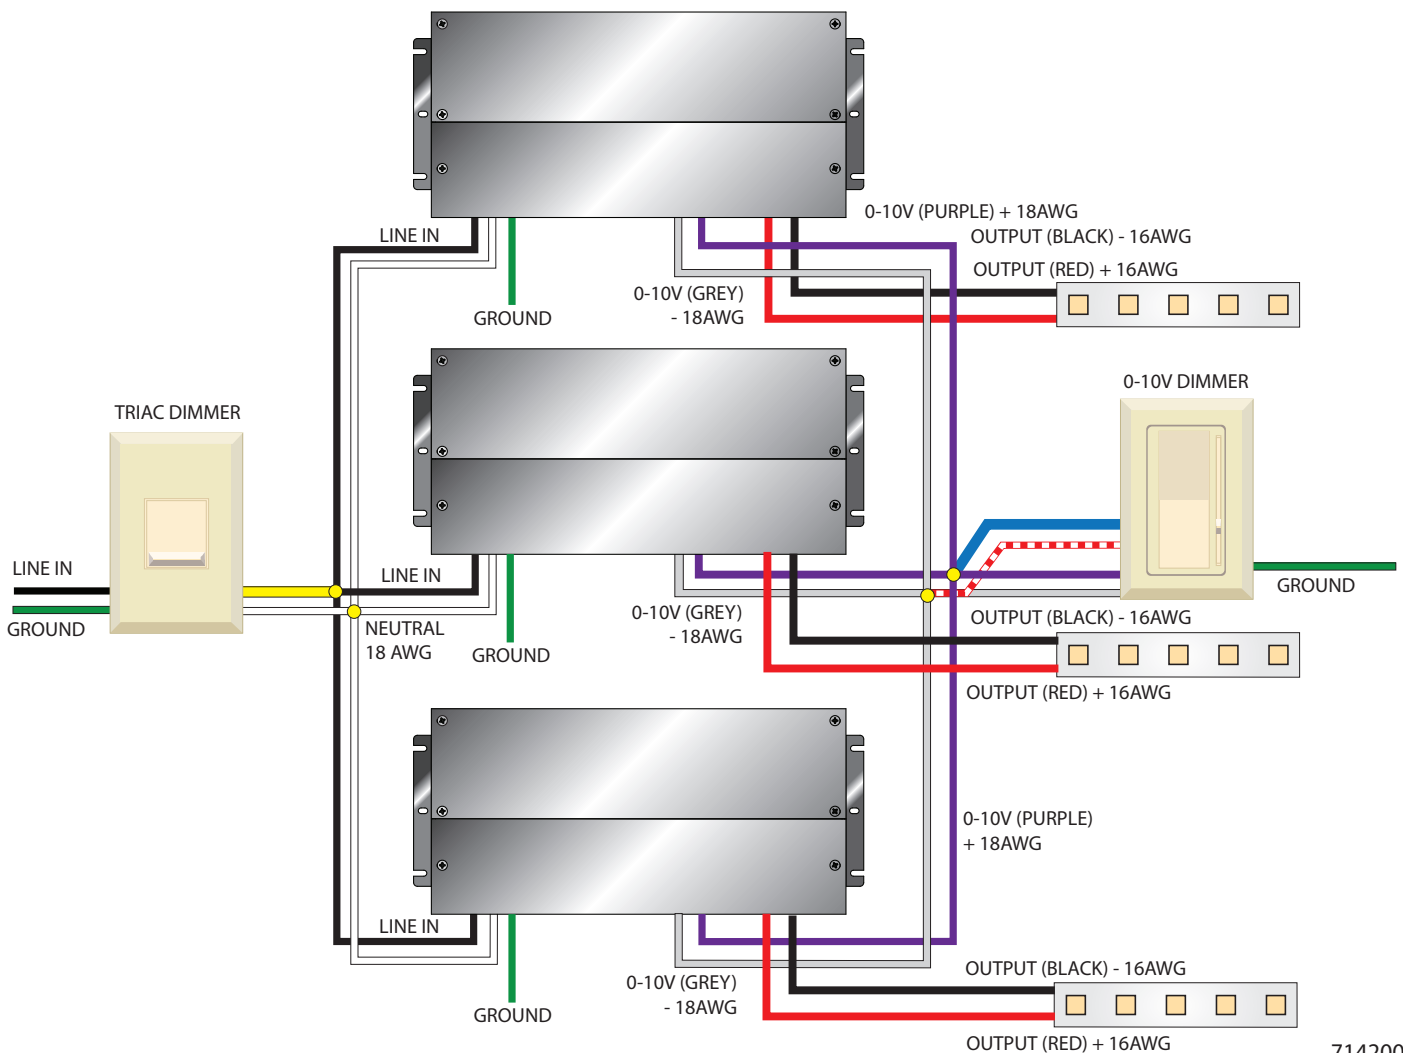 0-10V (PURPLE) + 18AWG
LINE IN
OUTPUT (BLACK) - 16AWG
OUTPUT (RED) + 16AWG
0-10V (GREY)
- 18AWG
GROUND
0-10V DIMMER
TRIAC DIMMER
LINE IN
LINE IN
GROUND
GROUND
0-10V (GREY)
- 18AWG
OUTPUT (BLACK) - 16AWG
NEUTRAL
18 AWG
GROUND
OUTPUT (RED) + 16AWG
0-10V (PURPLE)
+ 18AWG
LINE IN
OUTPUT (BLACK) - 16AWG
0-10V (GREY)
- 18AWG
GROUND
OUTPUT (RED) + 16AWG